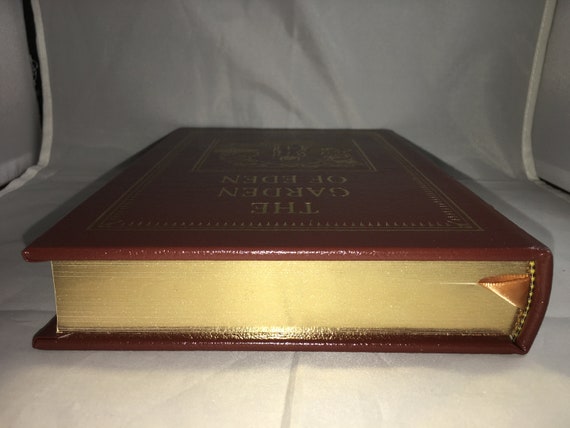 THE
GARDEN
OF EDEN